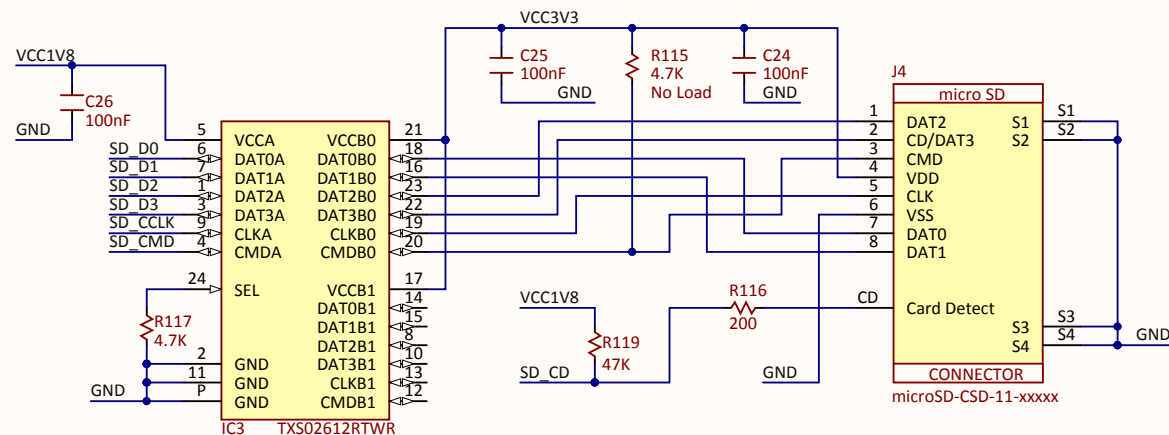 VCC3V3
VCC1V8
C26
100nF
GND
C25
100nF
GND
R115
4.7K
No Load
C24
100nF
GND
SD_D0
SD_D1
SD_D2
SD_D3
SD_CCLK
SD_CMD
5 VCCA VCCB0 21
6 DAT0A DAT0B0 18
7 DAT1A DAT1B0 16
1 DAT2A DAT2B0 23
3 DAT3A DAT3B0 22
9 CLKA CLKB0 19
4 CMDA CMDB0 20
24 SEL VCCB1 17
DAT0B1 14
DAT1B1 15
2 GND DAT2B1 8
11 GND DAT3B1 10
P GND CLKB1 13
CMDB1 12
R117
4.7K
GND
IC3 TXS02612RTWR
VCC1V8
R119
47K
SD_CD
R116
200
GND
J4
micro SD
1 DAT2 S1 S1
2 CD/DAT3 S2 S2
3 CMD
4 VDD
5 CLK
6 VSS
7 DAT0
8 DAT1
CD Card Detect
S3 S3
S4 S4
GND
CONNECTOR
microSD-CSD-11-xxxxx